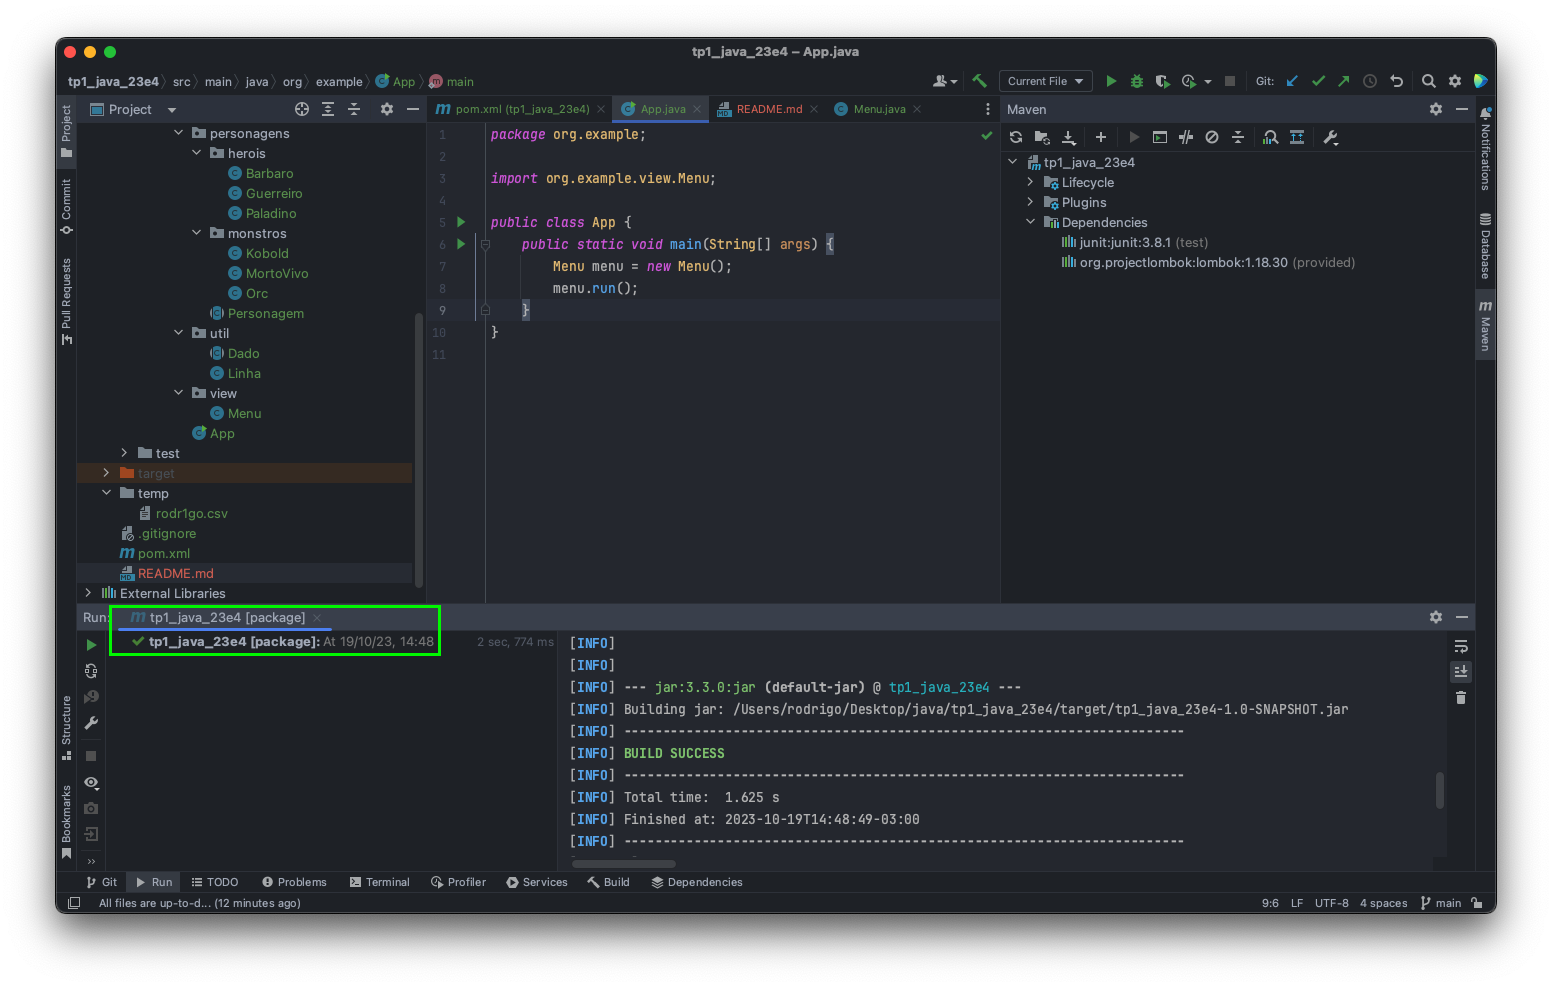 tp1_java_23e4 – App.java
tp1_java_23e4 src main java org example App main
Current File
Git:
Project
pom.xml (tp1_java_23e4)
App.java
README.md
Menu.java
Maven
Project
Commit
Pull Requests
Structure
Bookmarks
personagens
herois
Barbaro
Guerreiro
Paladino
monstros
Kobold
MortoVivo
Orc
Personagem
util
Dado
Linha
view
Menu
App
test
target
temp
rodr1go.csv
.gitignore
pom.xml
README.md
External Libraries
1 package org.example;
2
3 import org.example.view.Menu;
4
5 public class App {
6 public static void main(String[] args) {
7 Menu menu = new Menu();
8 menu.run();
9 }
10 }
11
tp1_java_23e4
Lifecycle
Plugins
Dependencies
junit:junit:3.8.1 (test)
org.projectlombok:lombok:1.18.30 (provided)
Notifications
Database
Maven
Run: tp1_java_23e4 [package]
tp1_java_23e4 [package]: At 19/10/23, 14:48 2 sec, 774 ms
[INFO]
[INFO]
[INFO] --- jar:3.3.0:jar (default-jar) @ tp1_java_23e4 ---
[INFO] Building jar: /Users/rodrigo/Desktop/java/tp1_java_23e4/target/tp1_java_23e4-1.0-SNAPSHOT.jar
[INFO] ------------------------------------------------------------------------
[INFO] BUILD SUCCESS
[INFO] ------------------------------------------------------------------------
[INFO] Total time:  1.625 s
[INFO] Finished at: 2023-10-19T14:48:49-03:00
[INFO] ------------------------------------------------------------------------
Git Run TODO Problems Terminal Profiler Services Build Dependencies
All files are up-to-d... (12 minutes ago)
9:6 LF UTF-8 4 spaces main